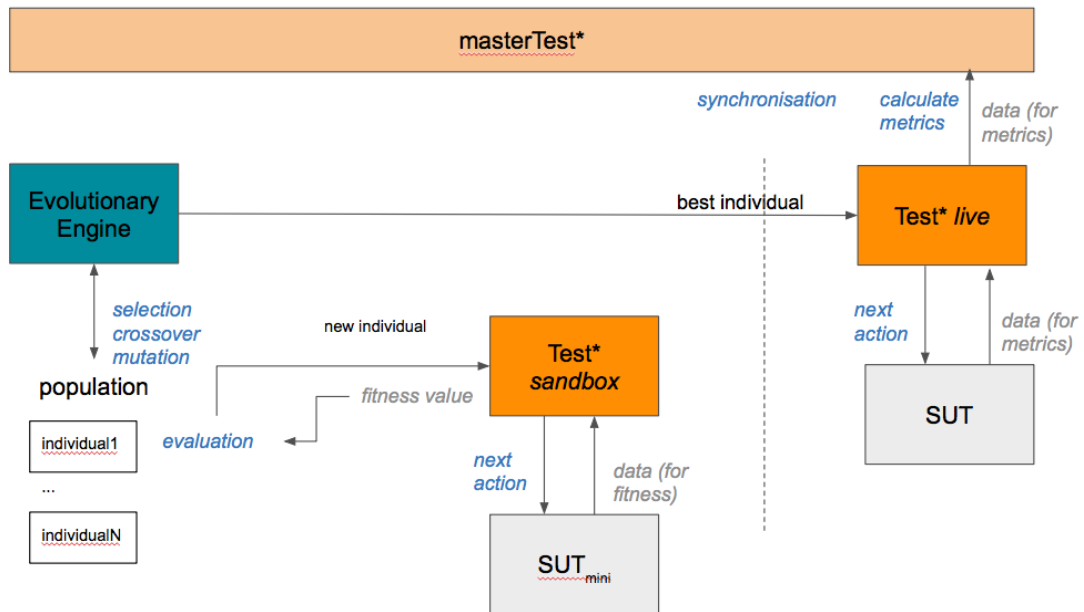 masterTest*
synchronisation
calculate
metrics
data (for
metrics)
Evolutionary
Engine
best individual
Test* live
selection
crossover
mutation
new individual
next
action
data (for
metrics)
Test*
sandbox
population
fitness value
SUT
individual1
evaluation
next
action
data (for
fitness)
...
individualN
SUTmini